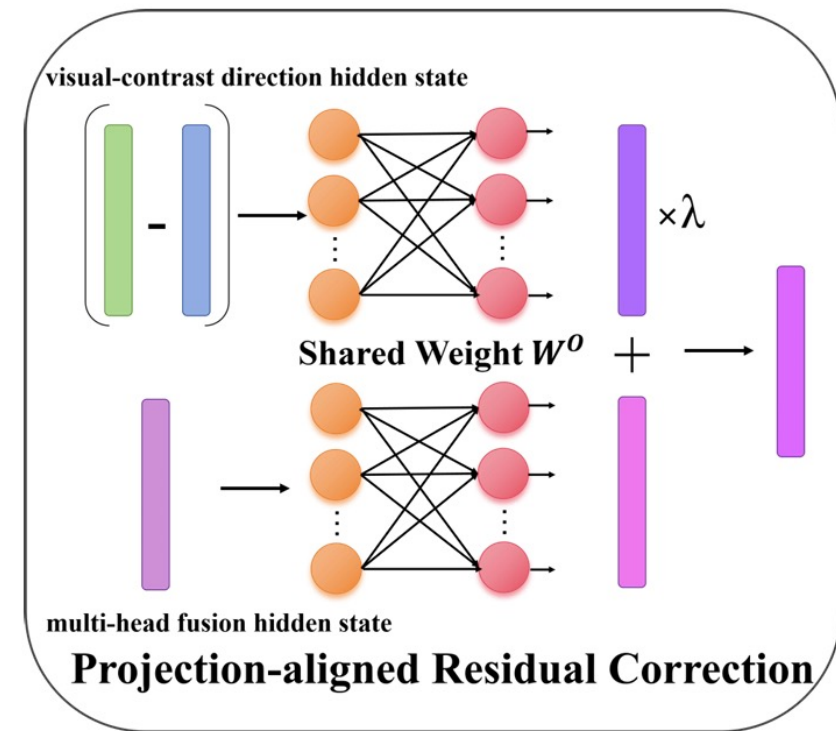 visual-contrast direction hidden state
-
×λ
Shared Weight W^O
+
multi-head fusion hidden state
Projection-aligned Residual Correction